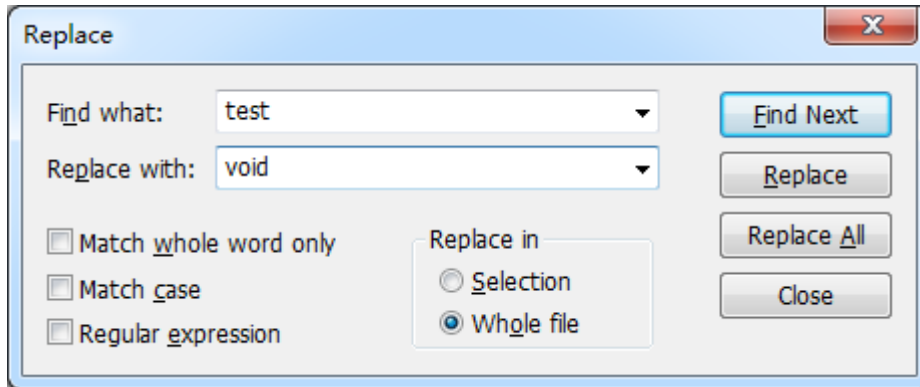 Replace
Find what: test
Find Next
Replace with: void
Replace
Match whole word only
Replace in
Replace All
Match case
Selection
Close
Regular expression
Whole file